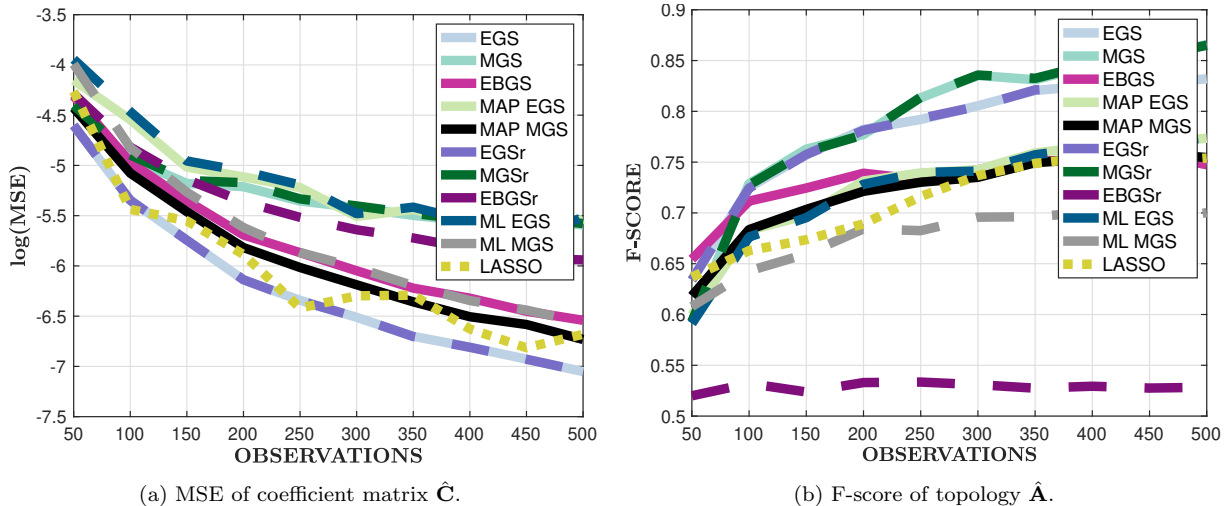 -3.5
-4
-4.5
-5
-5.5
-6
-6.5
-7
-7.5
log(MSE)
50 100 150 200 250 300 350 400 450 500
OBSERVATIONS
EGS
MGS
EBGS
MAP EGS
MAP MGS
EGSr
MGSr
EBGSr
ML EGS
ML MGS
LASSO
(a) MSE of coefficient matrix Ĉ.
0.9
0.85
0.8
0.75
0.7
0.65
0.6
0.55
0.5
F-SCORE
50 100 150 200 250 300 350 400 450 500
OBSERVATIONS
EGS
MGS
EBGS
MAP EGS
MAP MGS
EGSr
MGSr
EBGSr
ML EGS
ML MGS
LASSO
(b) F-score of topology Â.